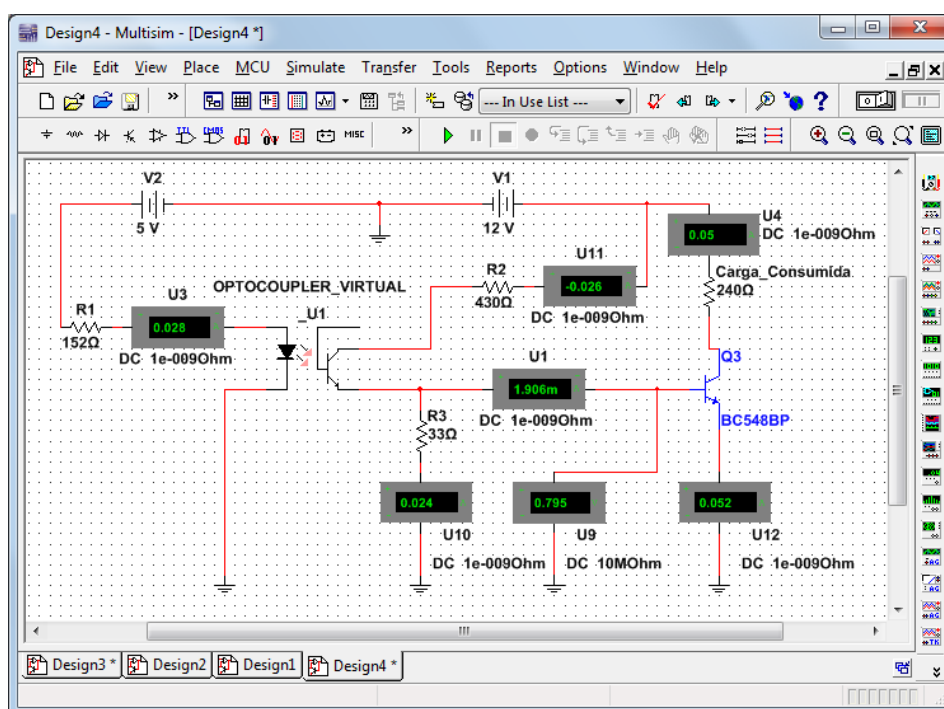 Design4 - Multisim - [Design4 *]
File Edit View Place MCU Simulate Transfer Tools Reports Options Window Help
--- In Use List ---
MISC
V2
5 V
V1
12 V
U4
0.05
DC 1e-009Ohm
U11
R2
-0.026
430Ω
DC 1e-009Ohm
Carga_Consumida
240Ω
OPTOCOUPLER_VIRTUAL
_U1
U3
R1
0.028
152Ω
DC 1e-009Ohm
U1
1.906m
DC 1e-009Ohm
Q3
BC548BP
R3
33Ω
0.024
U10
DC 1e-009Ohm
0.795
U9
DC 10MOhm
0.052
U12
DC 1e-009Ohm
Design3 * Design2 Design1 Design4 *